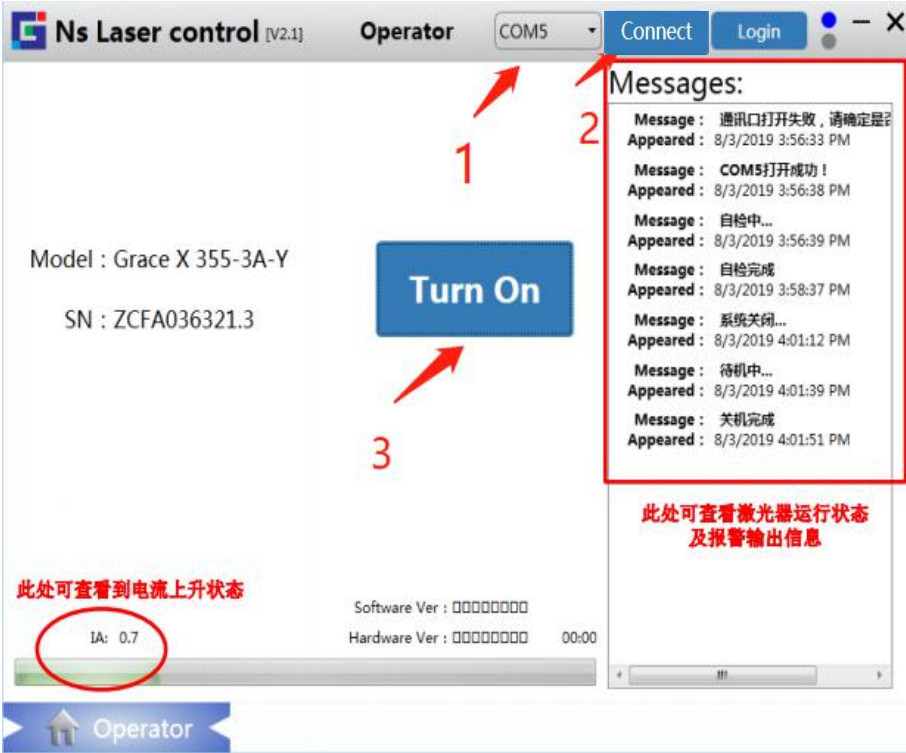 Ns Laser control [V2.1]
Operator
COM5
Connect
Login
1
2
Messages:
Message : 通讯口打开失败，请确定是否
Appeared : 8/3/2019 3:56:33 PM
Message : COM5打开成功！
Appeared : 8/3/2019 3:56:38 PM
Message : 自检中...
Appeared : 8/3/2019 3:56:39 PM
Message : 自检完成
Appeared : 8/3/2019 3:58:37 PM
Message : 系统关闭...
Appeared : 8/3/2019 4:01:12 PM
Message : 待机中...
Appeared : 8/3/2019 4:01:39 PM
Message : 关机完成
Appeared : 8/3/2019 4:01:51 PM
Model : Grace X 355-3A-Y
SN : ZCFA036321.3
Turn On
3
此处可查看激光器运行状态
及报警输出信息
此处可查看到电流上升状态
IA: 0.7
Software Ver : □□□□□□□□
Hardware Ver : □□□□□□□□
00:00
Operator